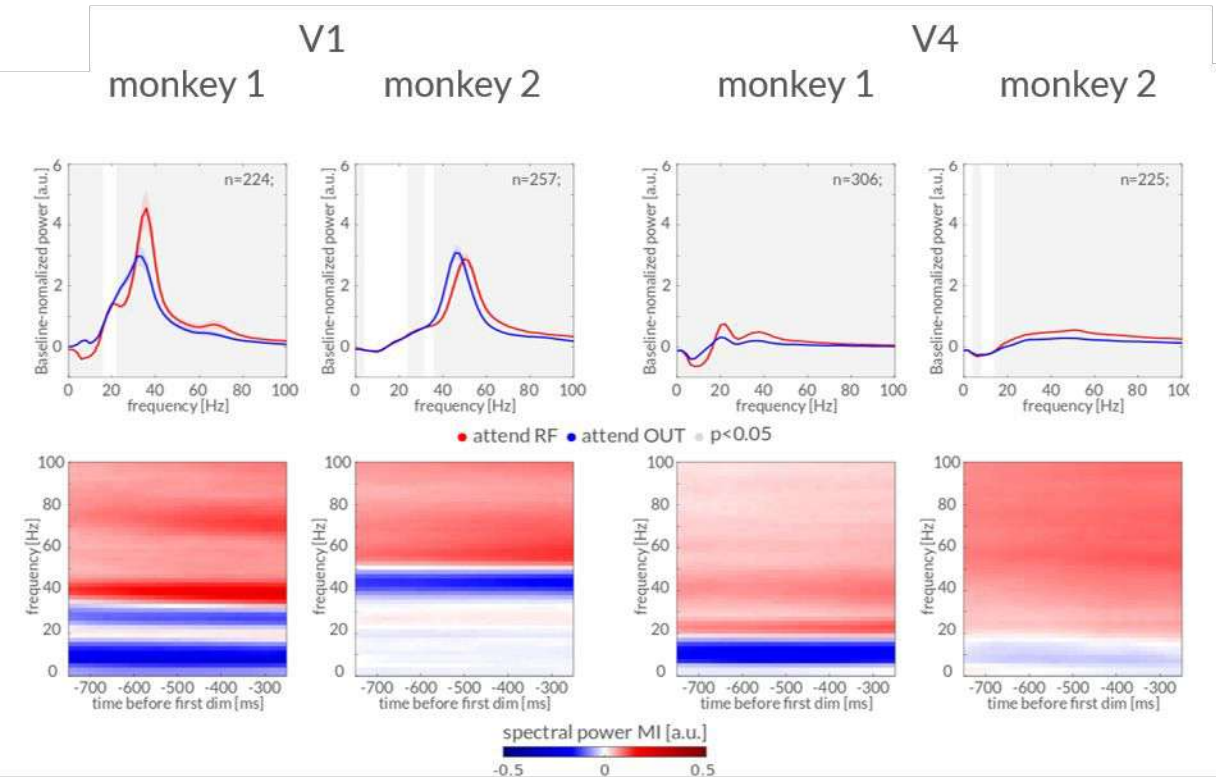 V1 V4
monkey 1 monkey 2 monkey 1 monkey 2
Baseline-nomalized power [a.u.]
6
4
2
0
n=224;
0 20 40 60 80 100
frequency [Hz]
Baseline-nomalized power [a.u.]
6
4
2
0
n=257;
0 20 40 60 80 100
frequency [Hz]
Baseline-nomalized power [a.u.]
6
4
2
0
n=306;
0 20 40 60 80 100
frequency [Hz]
Baseline-nomalized power [a.u.]
6
4
2
0
n=225;
0 20 40 60 80 10
frequency [Hz]
attend RF attend OUT p<0.05
frequency [Hz]
100
80
60
40
20
0
-700 -600 -500 -400 -300
time before first dim [ms]
frequency [Hz]
100
80
60
40
20
0
-700 -600 -500 -400 -300
time before first dim [ms]
frequency [Hz]
100
80
60
40
20
0
-700 -600 -500 -400 -300
time before first dim [ms]
frequency [Hz]
100
80
60
40
20
0
-700 -600 -500 -400 -300
time before first dim [ms]
spectral power MI [a.u.]
-0.5 0 0.5